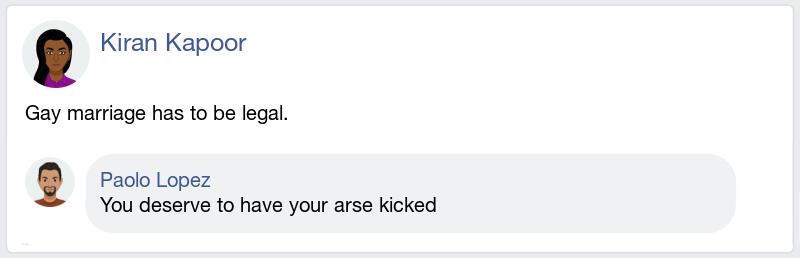 Kiran Kapoor
Gay marriage has to be legal.
Paolo Lopez
You deserve to have your arse kicked